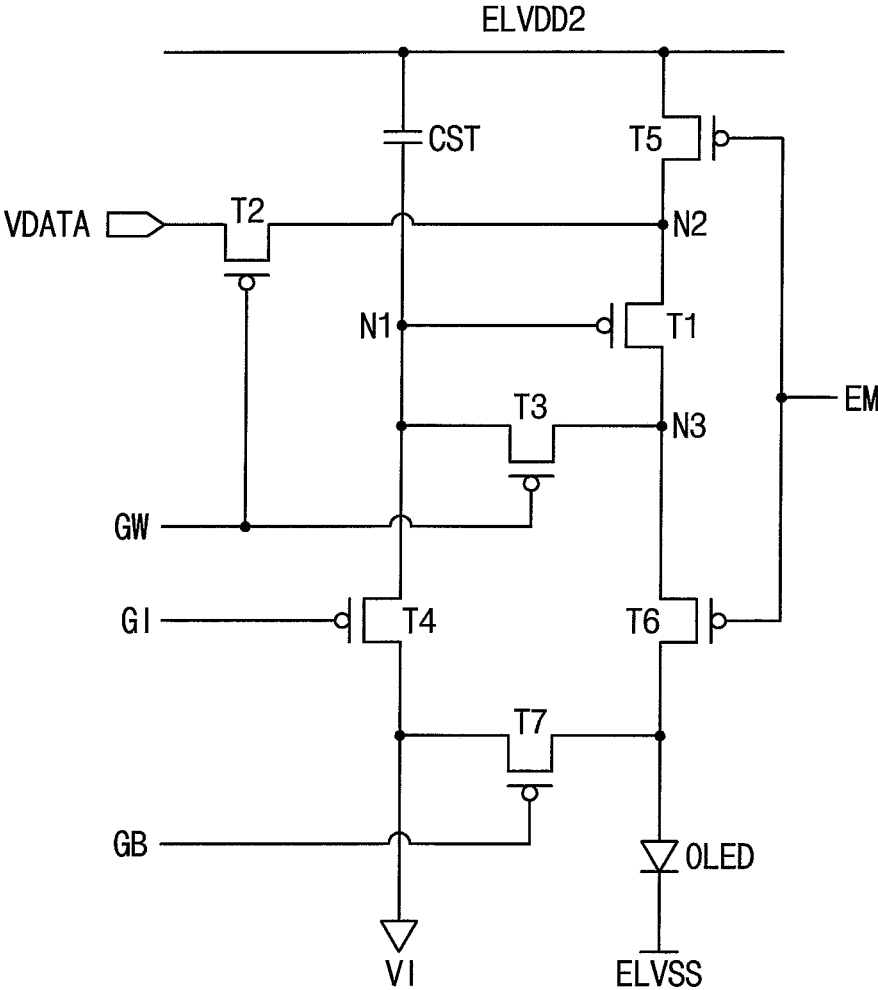 ELVDD2
CST
T5
VDATA
T2
N2
N1
T1
EM
T3
N3
GW
GI
T4
T6
T7
GB
OLED
VI
ELVSS